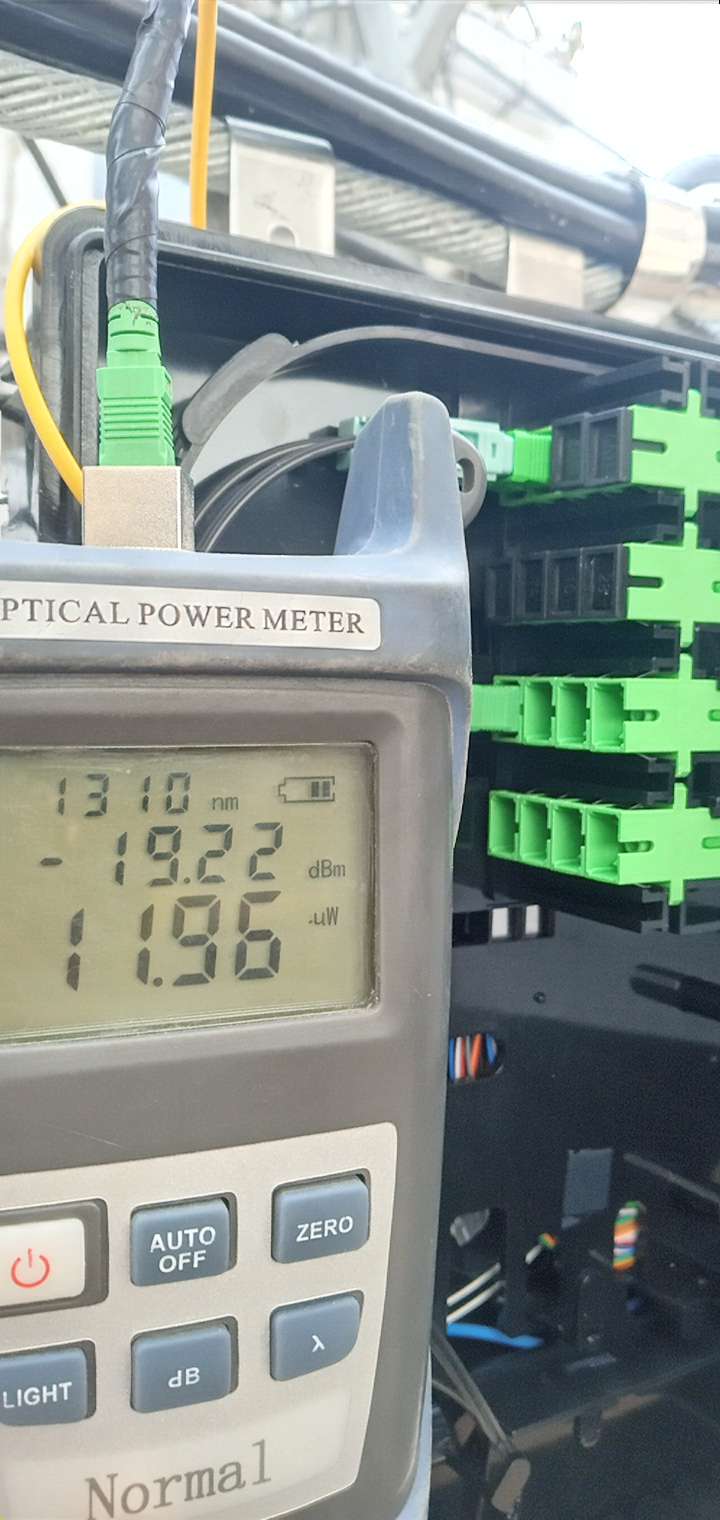 PTICAL POWER METER
1310 nm
-19.22 dBm
11.96 uW
AUTO OFF
ZERO
LIGHT
dB
λ
Normal